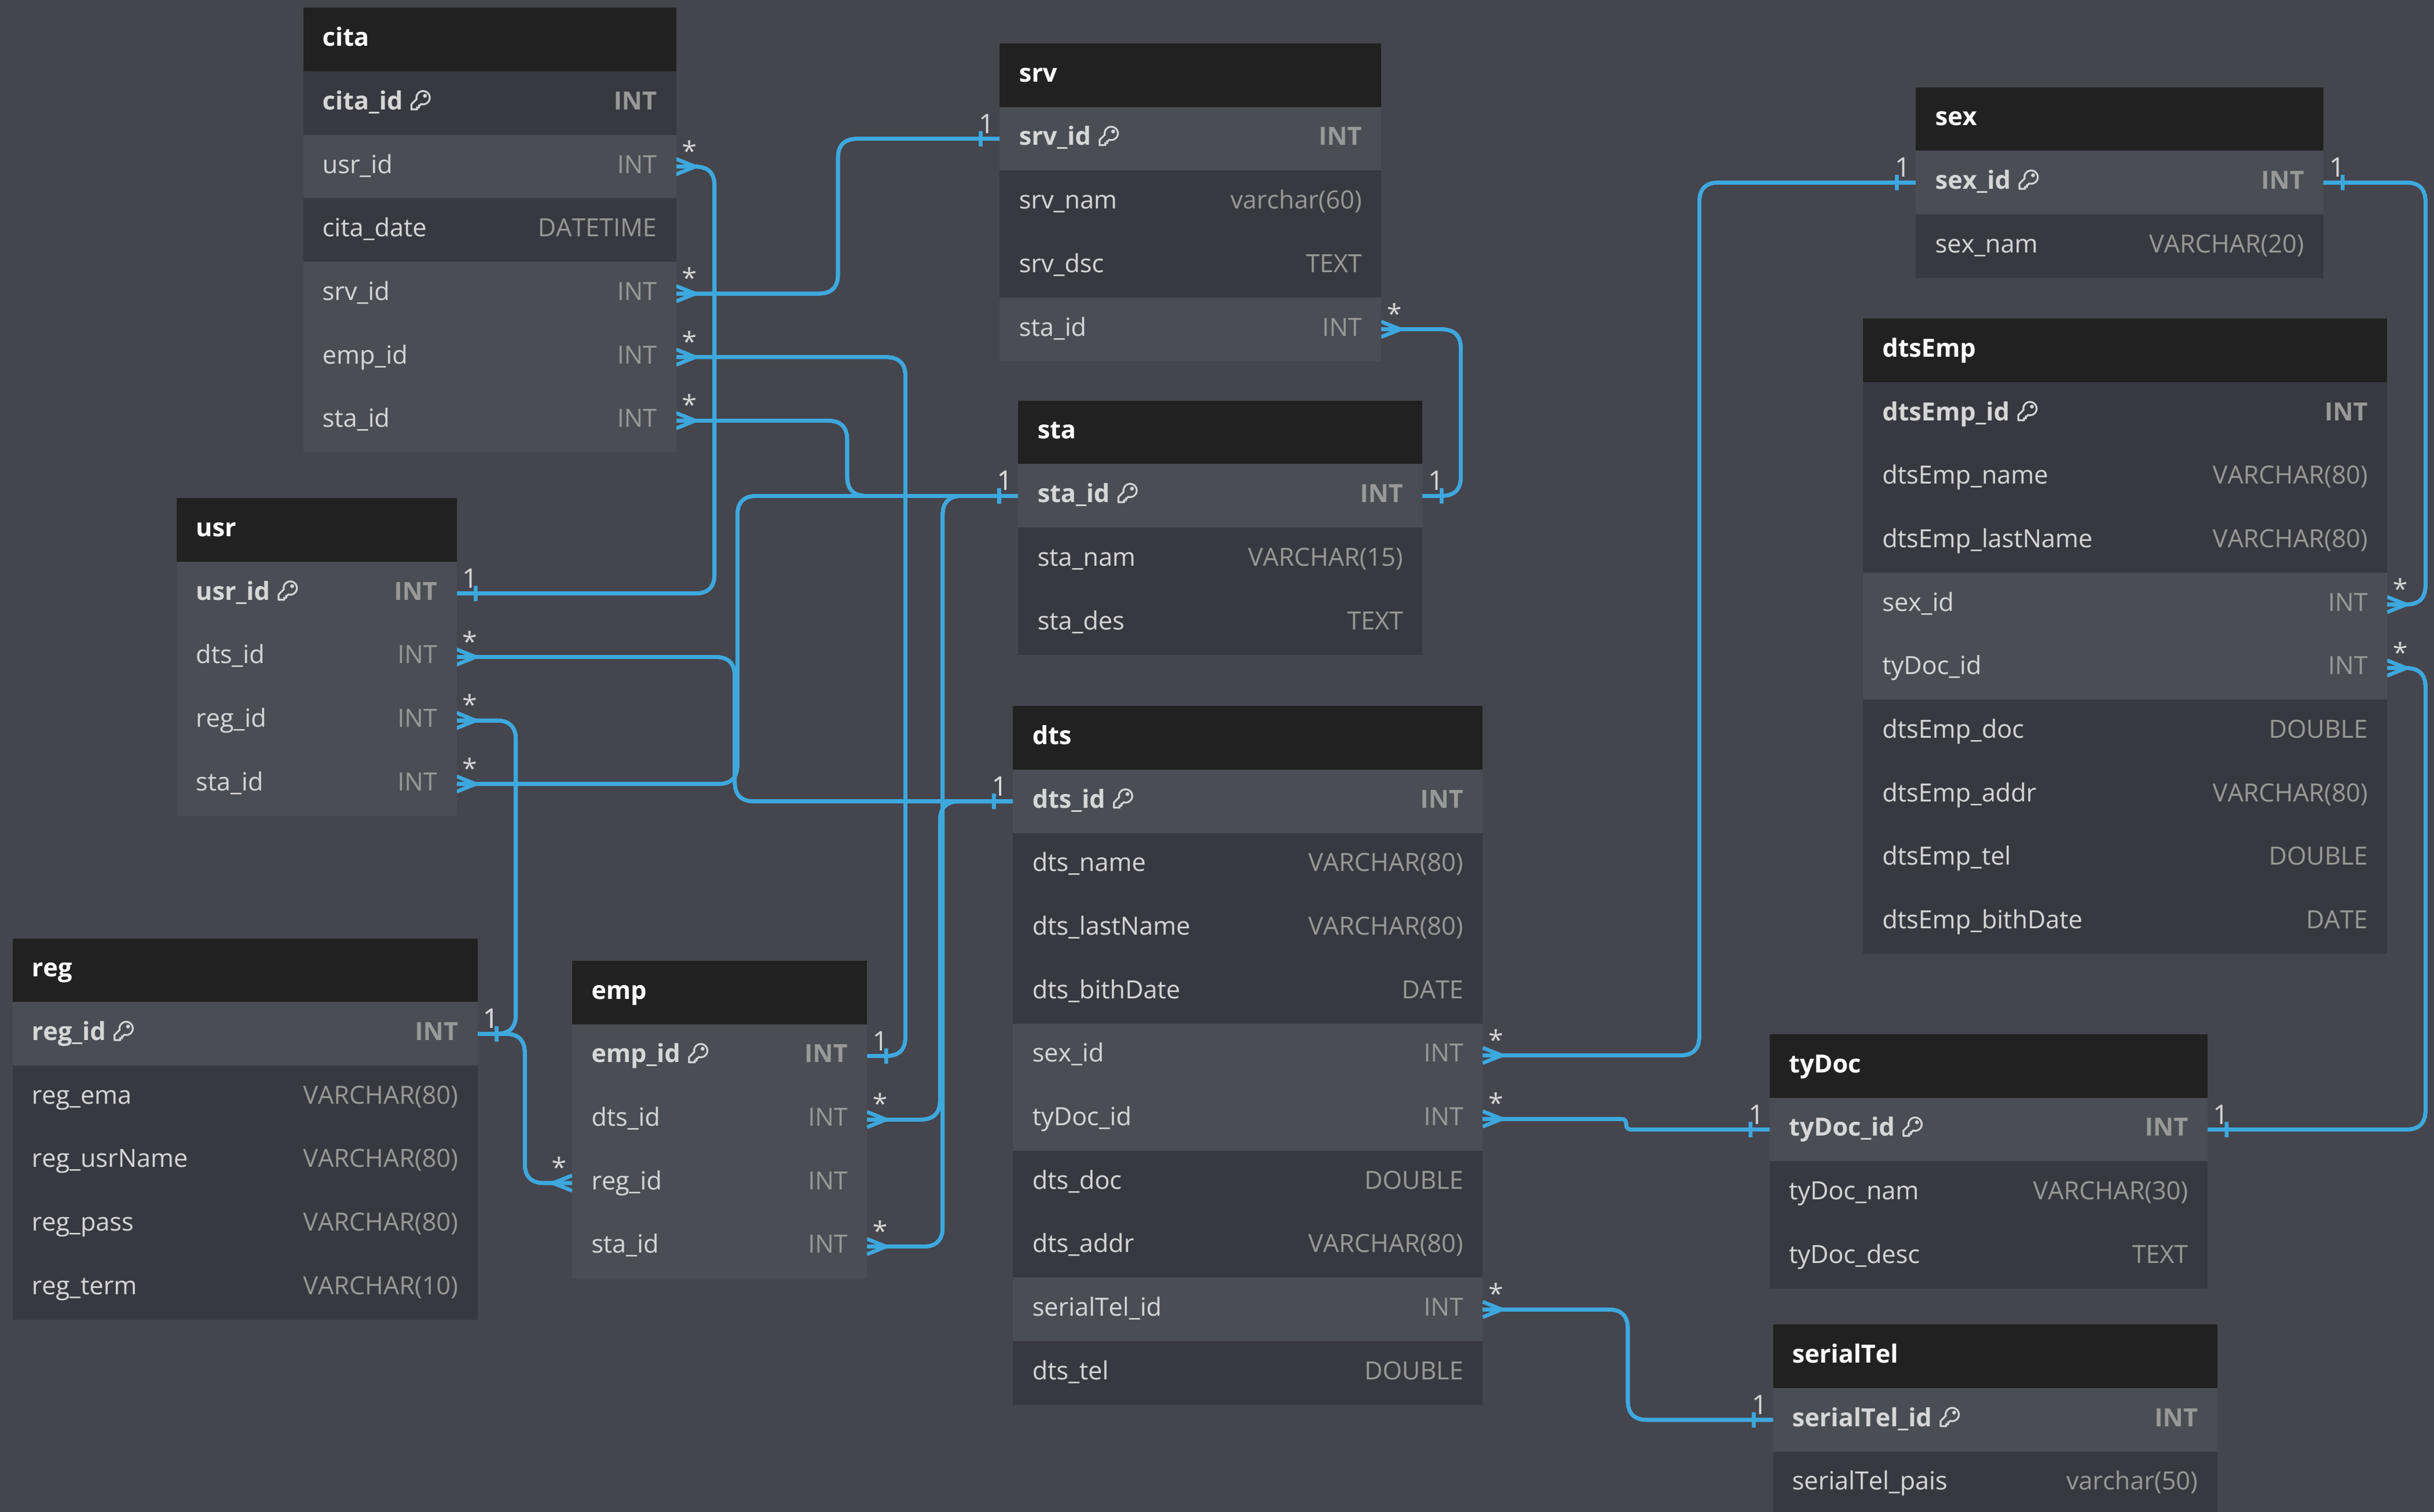 cita
cita_id INT
usr_id INT
cita_date DATETIME
srv_id INT
emp_id INT
sta_id INT
srv
srv_id INT
srv_nam varchar(60)
srv_dsc TEXT
sta_id INT
sex
sex_id INT
sex_nam VARCHAR(20)
dtsEmp
dtsEmp_id INT
dtsEmp_name VARCHAR(80)
dtsEmp_lastName VARCHAR(80)
sex_id INT
tyDoc_id INT
dtsEmp_doc DOUBLE
dtsEmp_addr VARCHAR(80)
dtsEmp_tel DOUBLE
dtsEmp_bithDate DATE
sta
sta_id INT
sta_nam VARCHAR(15)
sta_des TEXT
usr
usr_id INT
dts_id INT
reg_id INT
sta_id INT
dts
dts_id INT
dts_name VARCHAR(80)
dts_lastName VARCHAR(80)
dts_bithDate DATE
sex_id INT
tyDoc_id INT
dts_doc DOUBLE
dts_addr VARCHAR(80)
serialTel_id INT
dts_tel DOUBLE
reg
reg_id INT
reg_ema VARCHAR(80)
reg_usrName VARCHAR(80)
reg_pass VARCHAR(80)
reg_term VARCHAR(10)
emp
emp_id INT
dts_id INT
reg_id INT
sta_id INT
tyDoc
tyDoc_id INT
tyDoc_nam VARCHAR(30)
tyDoc_desc TEXT
serialTel
serialTel_id INT
serialTel_pais varchar(50)